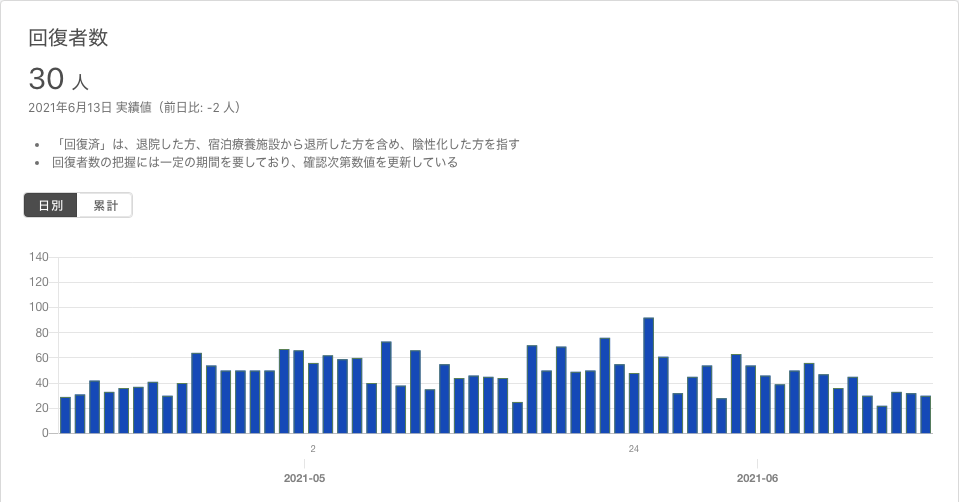 回復者数
30 人
2021年6月13日 実績値（前日比: -2 人）
• 「回復済」は、退院した方、宿泊療養施設から退所した方を含め、陰性化した方を指す
• 回復者数の把握には一定の期間を要しており、確認次第数値を更新している
日別 累計
140
120
100
80
60
40
20
0
2 24
2021-05 2021-06